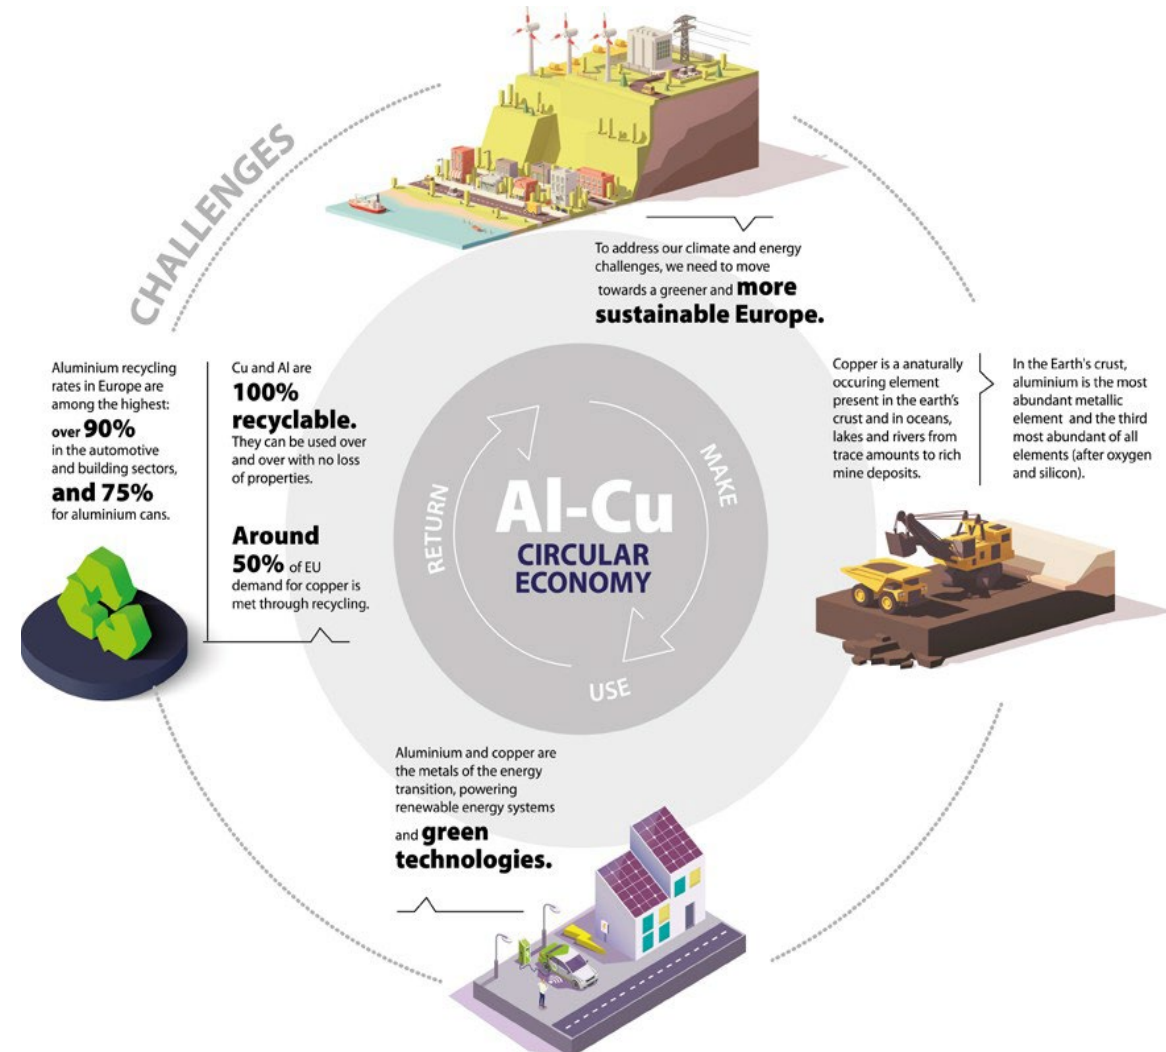 CHALLENGES
To address our climate and energy
challenges, we need to move
towards a greener and more
sustainable Europe.
Aluminium recycling
rates in Europe are
among the highest:
over 90%
in the automotive
and building sectors,
and 75%
for aluminium cans.
Cu and Al are
100%
recyclable.
They can be used over
and over with no loss
of properties.
Around
50% of EU
demand for copper is
met through recycling.
RETURN
MAKE
USE
Al-Cu
CIRCULAR
ECONOMY
Copper is a anaturally
occuring element
present in the earth's
crust and in oceans,
lakes and rivers from
trace amounts to rich
mine deposits.
In the Earth's crust,
aluminium is the most
abundant metallic
element and the third
most abundant of all
elements (after oxygen
and silicon).
Aluminium and copper are
the metals of the energy
transition, powering
renewable energy systems
and green
technologies.